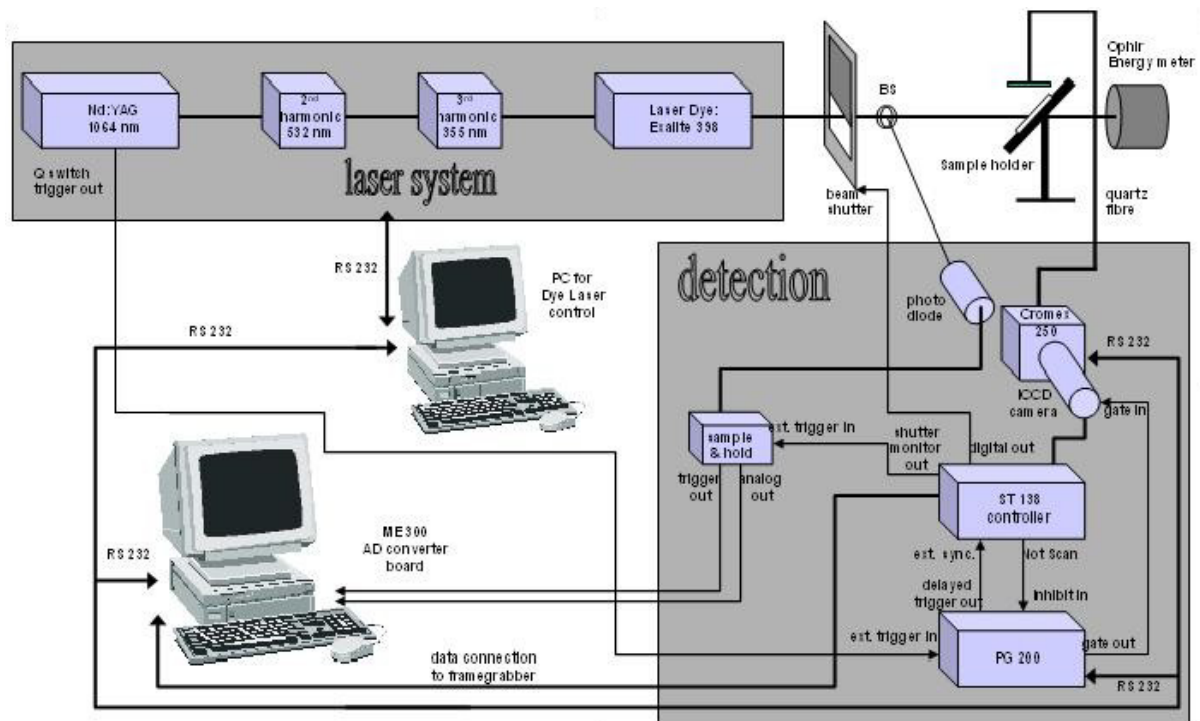 Nd:YAG
1064 nm
2nd
harmonic
532 nm
3rd
harmonic
355 nm
Laser Dye:
Exalite 398
BS
Ophir
Energy meter
Q switch
trigger out
laser system
beam
shutter
Sample holder
quartz
fibre
RS 232
PC for
Dye Laser
control
RS 232
detection
photo
diode
Cromex
250
RS 232
ICCD
camera
gate in
sample
& hold
ext. trigger in
shutter
monitor
out
digital out
trigger
out
analog
out
ST 138
controller
ME300
AD converter
board
RS 232
ext. sync.
Not Scan
delayed
trigger out
inhibit in
ext. trigger in
PG 200
gate out
data connection
to framegrabber
RS 232